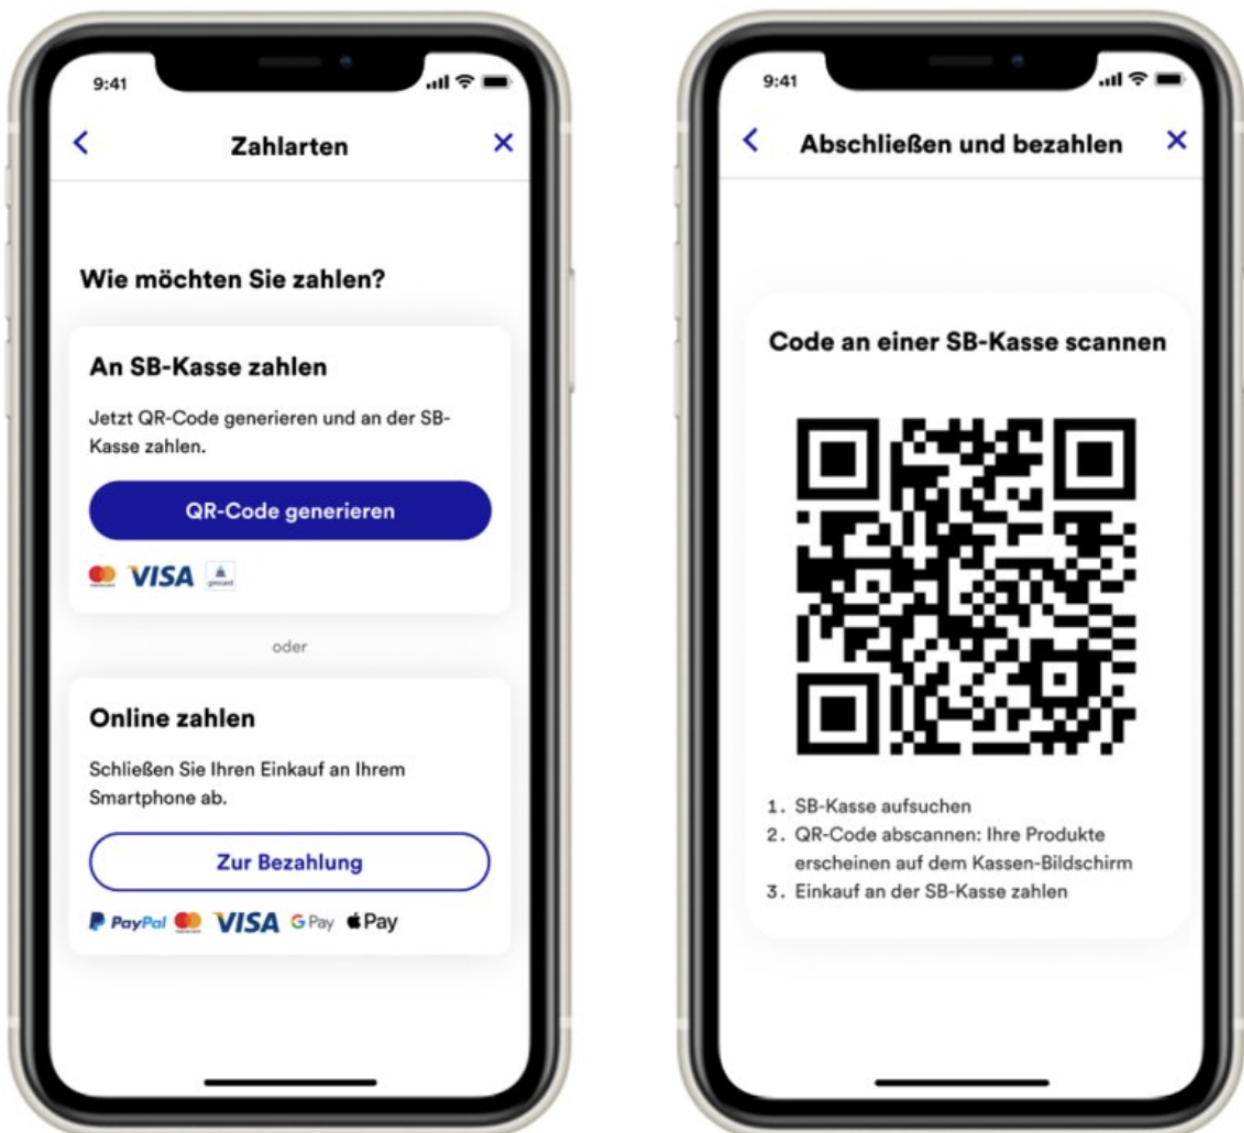 9:41
Zahlarten
Wie möchten Sie zahlen?
An SB-Kasse zahlen
Jetzt QR-Code generieren und an der SB-
Kasse zahlen.
QR-Code generieren
VISA
oder
Online zahlen
Schließen Sie Ihren Einkauf an Ihrem
Smartphone ab.
Zur Bezahlung
PayPal VISA G Pay Pay
9:41
Abschließen und bezahlen
Code an einer SB-Kasse scannen
1. SB-Kasse aufsuchen
2. QR-Code abscannen: Ihre Produkte
erscheinen auf dem Kassen-Bildschirm
3. Einkauf an der SB-Kasse zahlen